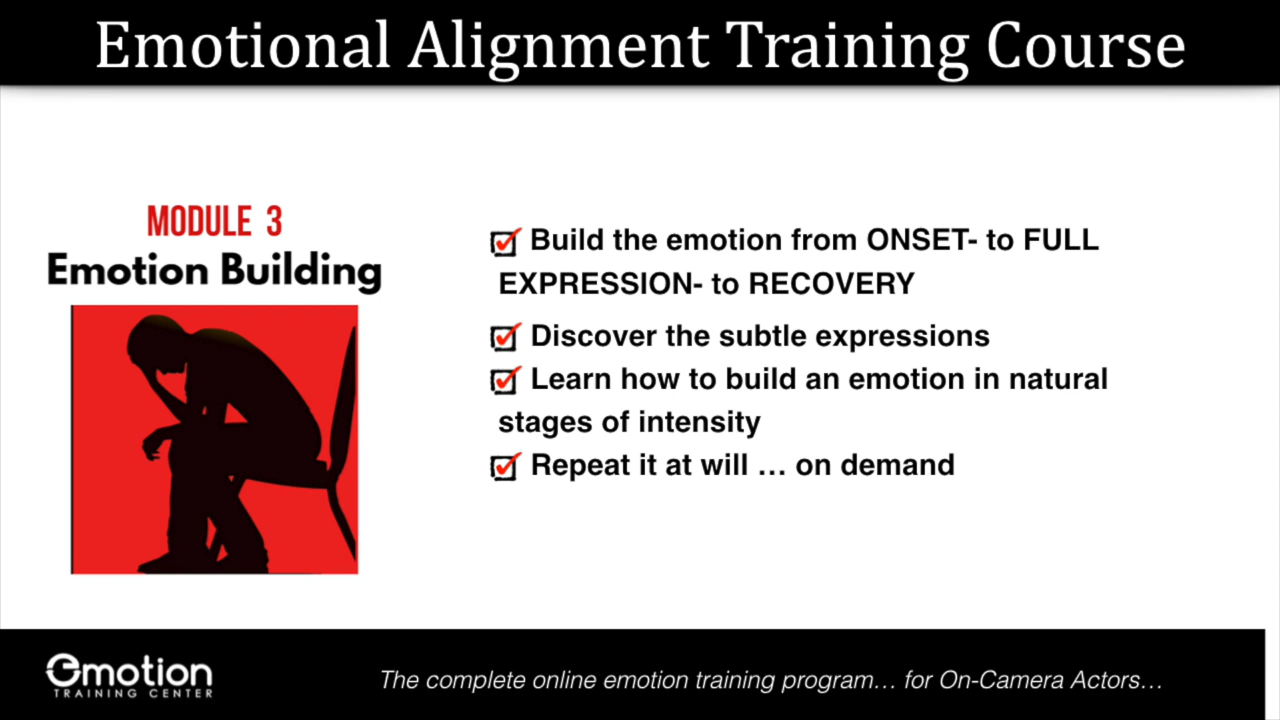 Emotional Alignment Training Course
MODULE 3
Emotion Building
Build the emotion from ONSET- to FULL
EXPRESSION- to RECOVERY
Discover the subtle expressions
Learn how to build an emotion in natural
stages of intensity
Repeat it at will … on demand
emotion
TRAINING CENTER
The complete online emotion training program… for On-Camera Actors…